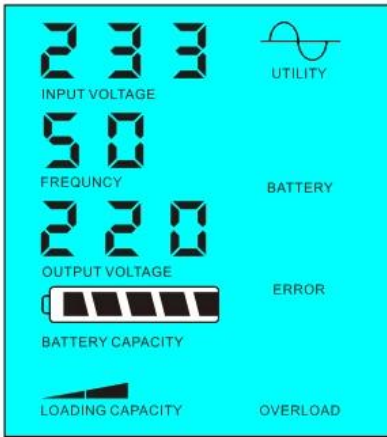 233
UTILITY
INPUT VOLTAGE
50
FREQUNCY
BATTERY
220
OUTPUT VOLTAGE
ERROR
BATTERY CAPACITY
LOADING CAPACITY
OVERLOAD